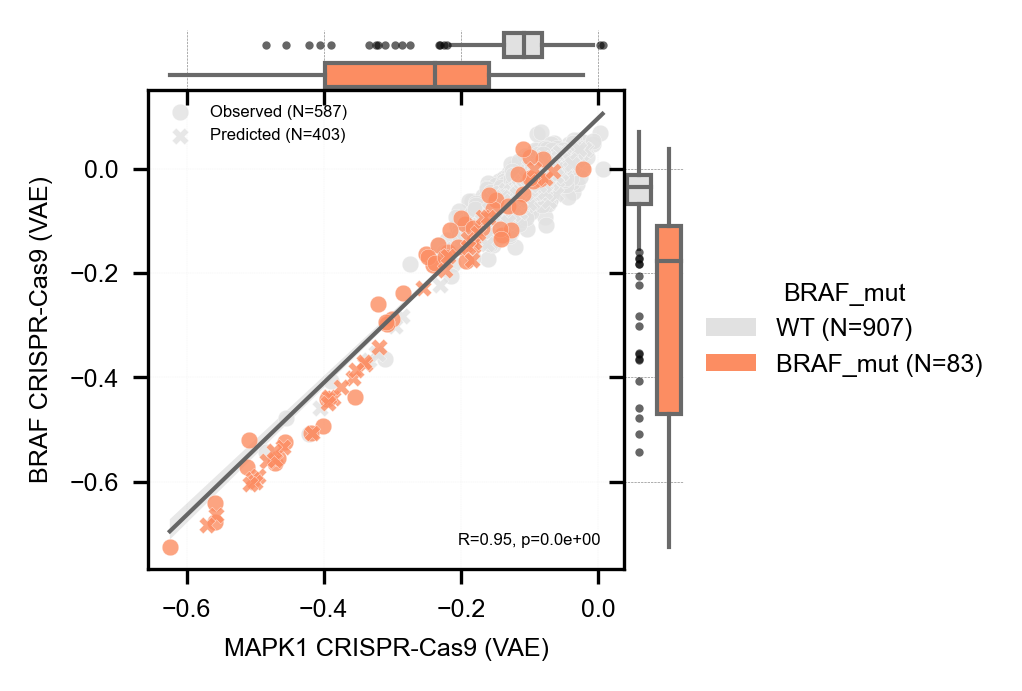 Observed (N=587)
Predicted (N=403)
0.0
−0.2
−0.4
−0.6
BRAF CRISPR-Cas9 (VAE)
R=0.95, p=0.0e+00
−0.6
−0.4
−0.2
0.0
MAPK1 CRISPR-Cas9 (VAE)
BRAF_mut
WT (N=907)
BRAF_mut (N=83)